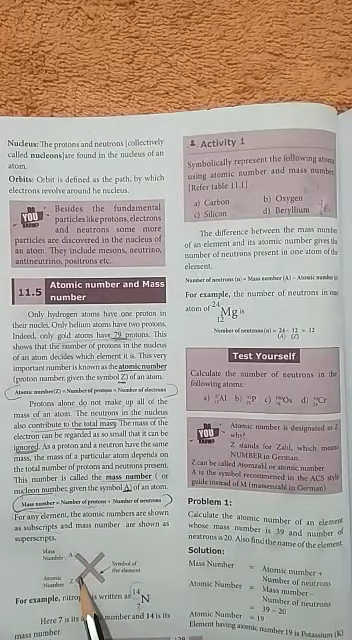 Nucleus: The protons and neutrons [collectively
called nucleons] are found in the nucleus of an
atom.
Orbits: Orbit is defined as the path, by which
electrons revolve around he nucleus.
DO YOU KNOW?
Besides the fundamental
particles like protons, electrons
and neutrons some more
particles are discovered in the nucleus of
an atom. They include mesons, neutrino,
antineutrino, positrons etc.
11.5 Atomic number and Mass
number
Only hydrogen atoms have one proton in
their nuclei. Only helium atoms have two protons.
Indeed, only gold atoms have 79 protons. This
shows that the number of protons in the nucleus
of an atom decides which element it is. This very
important number is known as the atomic number
(proton number, given the symbol Z) of an atom.
Atomic number(Z) = Number of protons = Number of electrons
Protons alone do not make up all of the
mass of an atom. The neutrons in the nucleus
also contribute to the total mass. The mass of the
electron can be regarded as so small that it can be
ignored. As a proton and a neutron have the same
mass, the mass of a particular atom depends on
the total number of protons and neutrons present.
This number is called the mass number ( or
nucleon number, given the symbol A) of an atom.
Mass number = Number of protons + Number of neutrons
For any element, the atomic numbers are shown
as subscripts and mass number are shown as
superscripts.
Mass
Number A
Symbol of
the element
Atomic
Number Z
For example, nitrog is written as 14 7 N
Here 7 is its number and 14 is its
mass number
Activity 1
Symbolically represent the following atoms
using atomic number and mass number.
[Refer table 11.1]
a) Carbon b) Oxygen
c) Silicon d) Beryllium
The difference between the mass number
of an element and its atomic number gives the
number of neutrons present in one atom of the
element.
Number of neutrons (n) = Mass number (A) – Atomic number
For example, the number of neutrons in one
atom of 24 12 Mg is
Number of neutrons (n) = 24 - 12 = 12
(A) (Z)
Test Yourself
Calculate the number of neutrons in the
following atoms:
a) Al b) P c) Os d) Cr
DO YOU KNOW?
Atomic number is designated as Z
why?
Z stands for Zahl, which means
NUMBER in German.
Z can be called Atomzahl or atomic number
A is the symbol recommended in the ACS style
guide instead of M (massenzahl in German).
Problem 1:
Calculate the atomic number of an element
whose mass number is 39 and number of
neutrons is 20. Also find the name of the element.
Solution:
Mass Number = Atomic number +
Number of neutrons
Atomic Number = Mass number –
Number of neutrons
= 39 – 20
Atomic Number = 19
Element having atomic number 19 is Potassium (K)